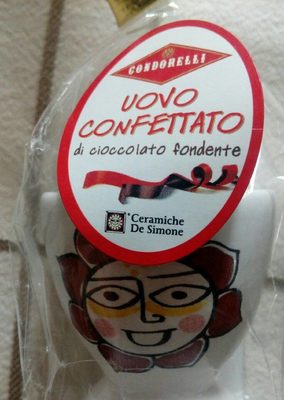 CONDORELLI
UOVO
CONFETTATO
di cioccolato fondente
*Ceramiche
De Simone